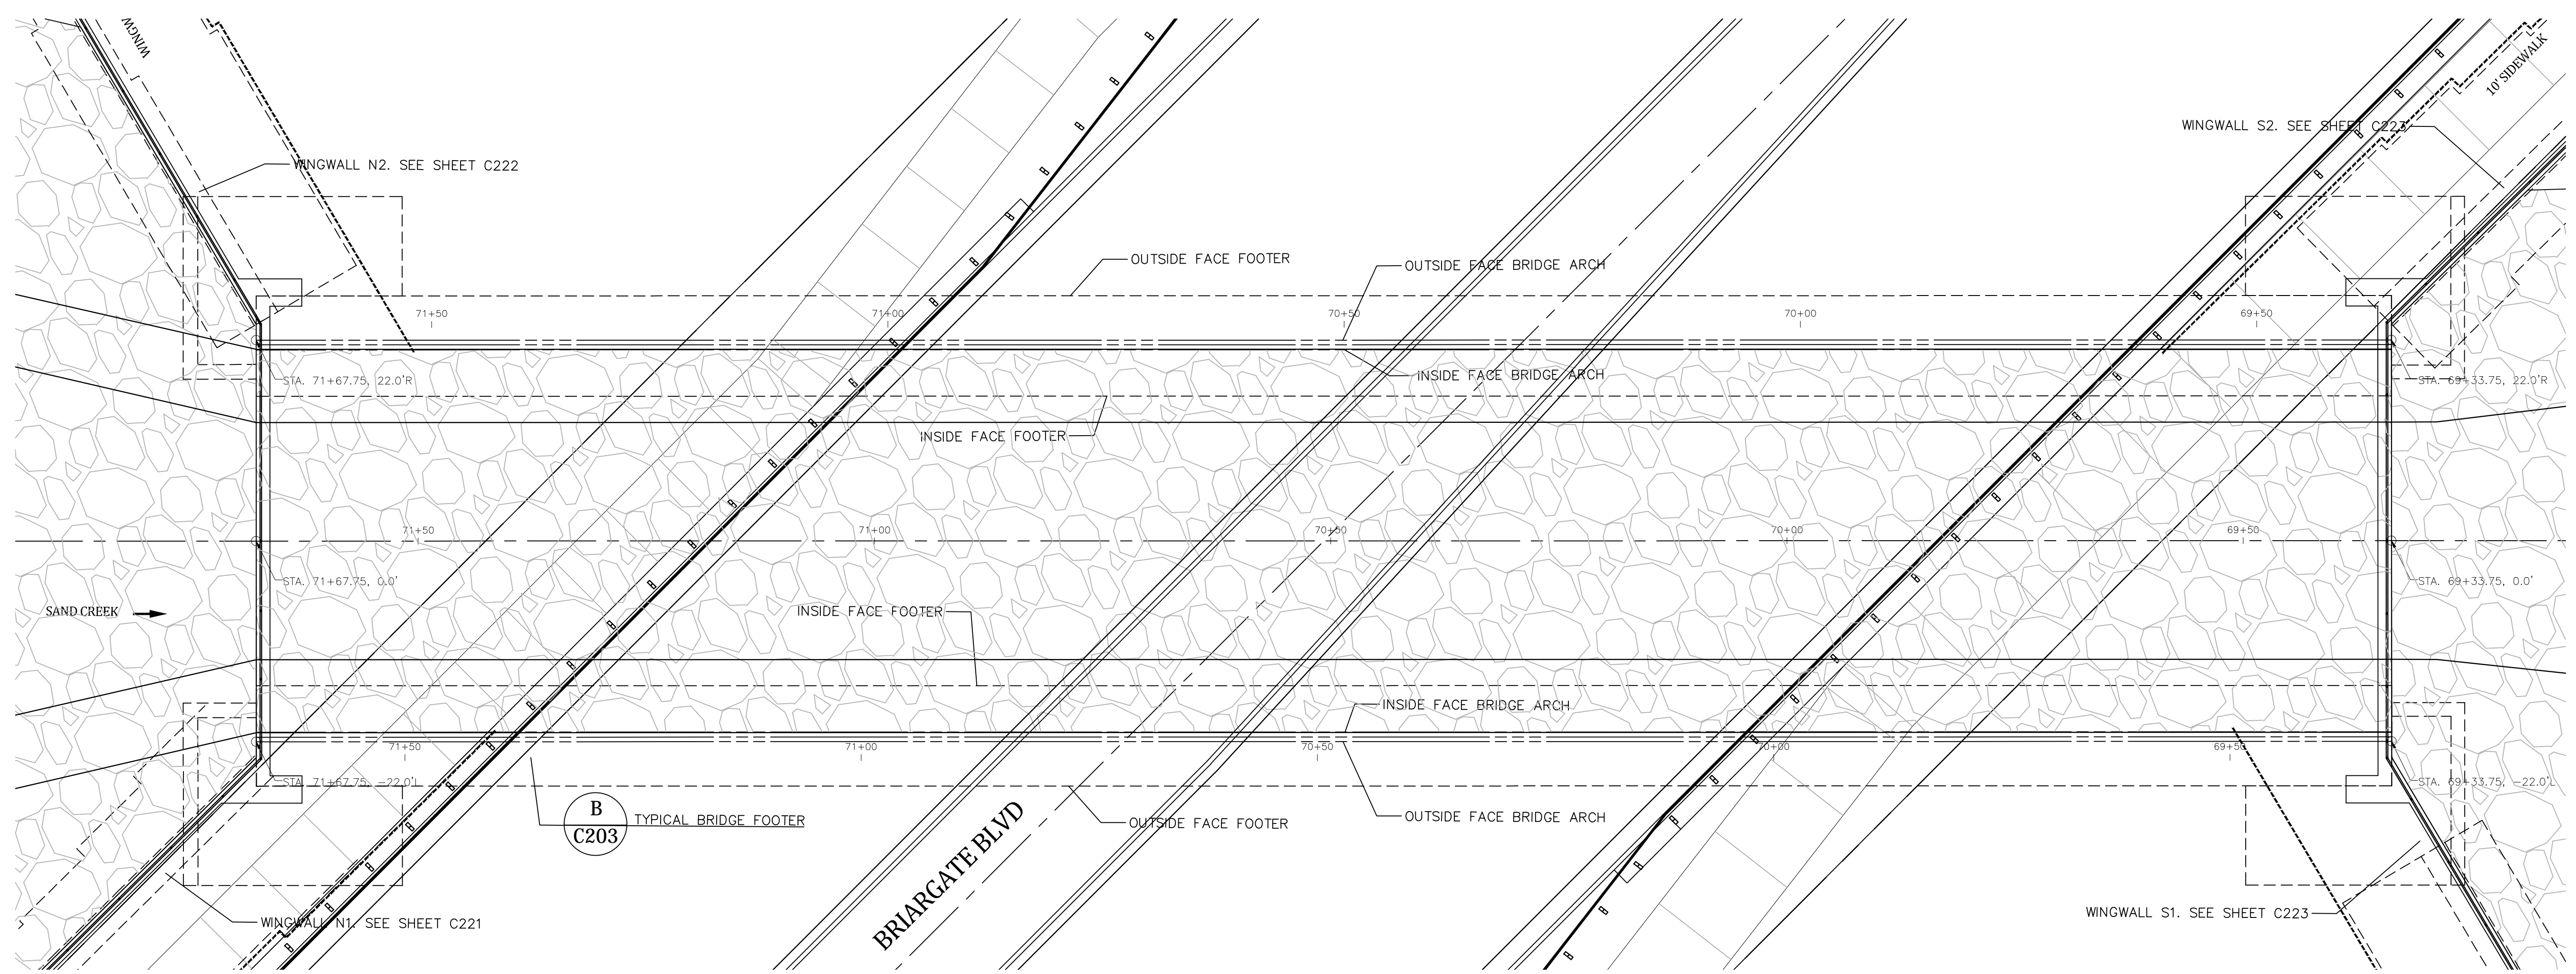 WINGW
10' SIDEWALK
WINGWALL S2. SEE SHEET C223
WINGWALL N2. SEE SHEET C222
OUTSIDE FACE FOOTER
OUTSIDE FACE BRIDGE ARCH
71+50
71+00
70+50
70+00
69+50
STA. 71+67.75, 22.0'R
INSIDE FACE BRIDGE ARCH
STA. 69+33.75, 22.0'R
INSIDE FACE FOOTER
71+50
71+00
70+50
70+00
69+50
STA. 71+67.75, 0.0'
STA. 69+33.75, 0.0'
SAND CREEK
INSIDE FACE FOOTER
INSIDE FACE BRIDGE ARCH
71+50
71+00
70+50
70+00
69+50
STA. 71+67.75, -22.0'L
STA. 69+33.75, -22.0'L
B
C203
TYPICAL BRIDGE FOOTER
BRIARGATE BLVD
OUTSIDE FACE FOOTER
OUTSIDE FACE BRIDGE ARCH
WINGWALL N1. SEE SHEET C221
WINGWALL S1. SEE SHEET C223